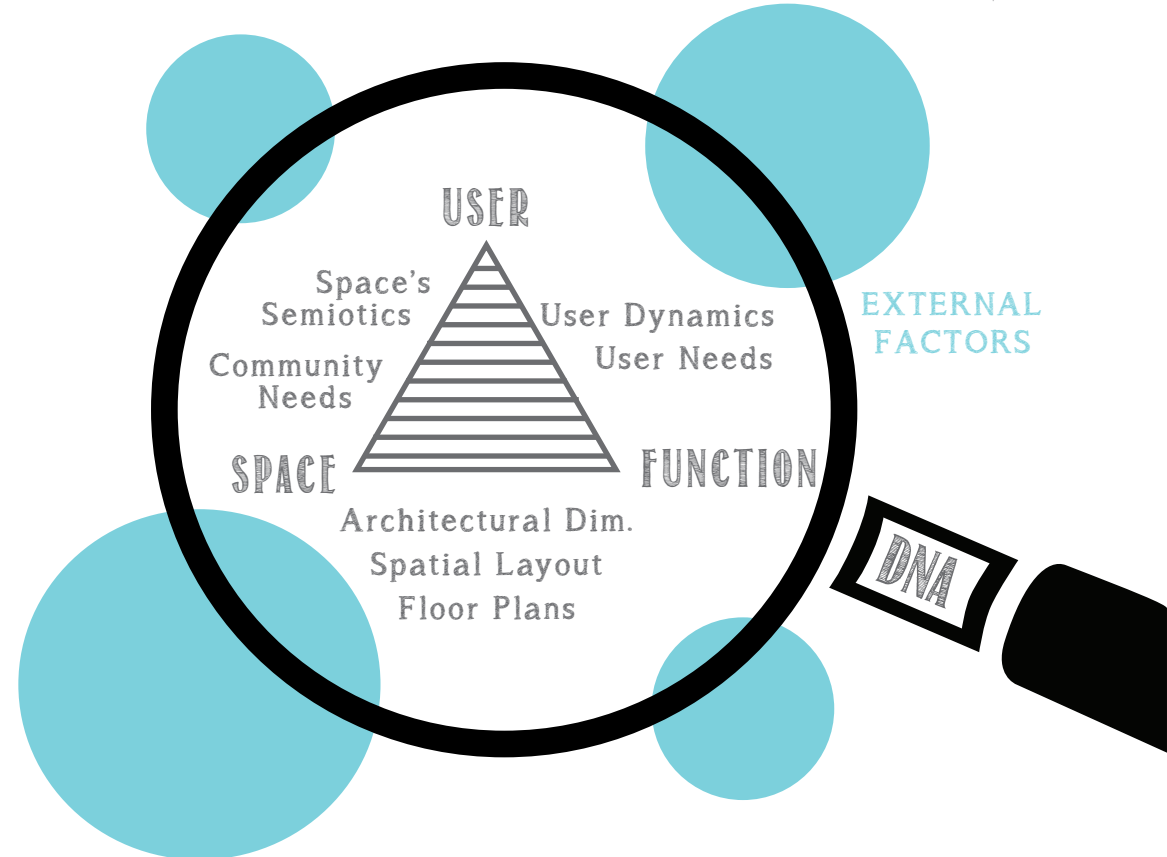 USER
Space's
Semiotics
Community
Needs
User Dynamics
User Needs
EXTERNAL
FACTORS
SPACE
FUNCTION
Architectural Dim.
Spatial Layout
Floor Plans
DNA